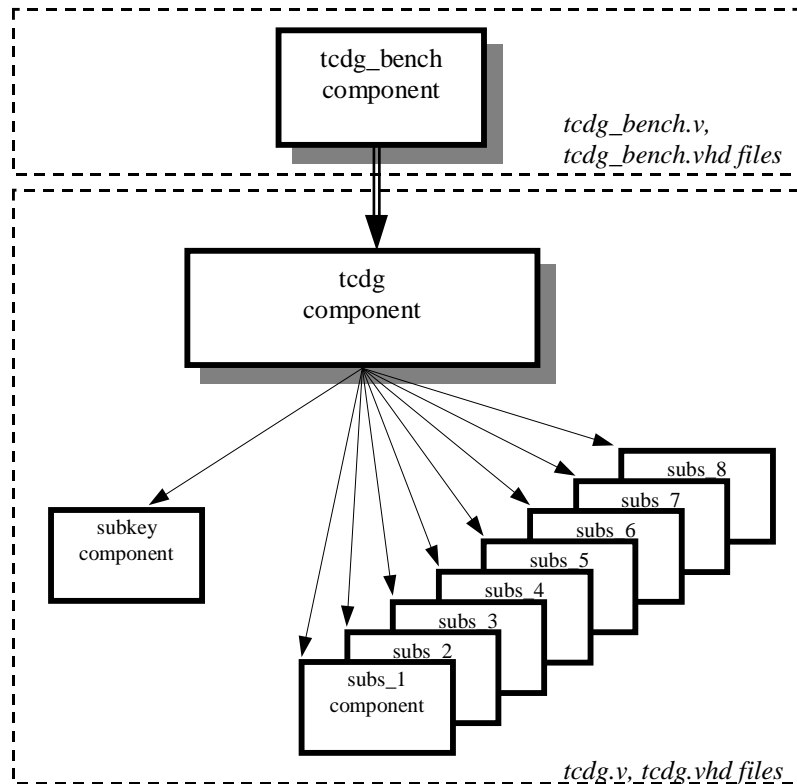 tcdg_bench
component
tcdg_bench.v,
tcdg_bench.vhd files
tcdg
component
subs_8
subs_7
subs_6
subs_5
subs_4
subs_3
subs_2
subs_1
component
subkey
component
tcdg.v, tcdg.vhd files